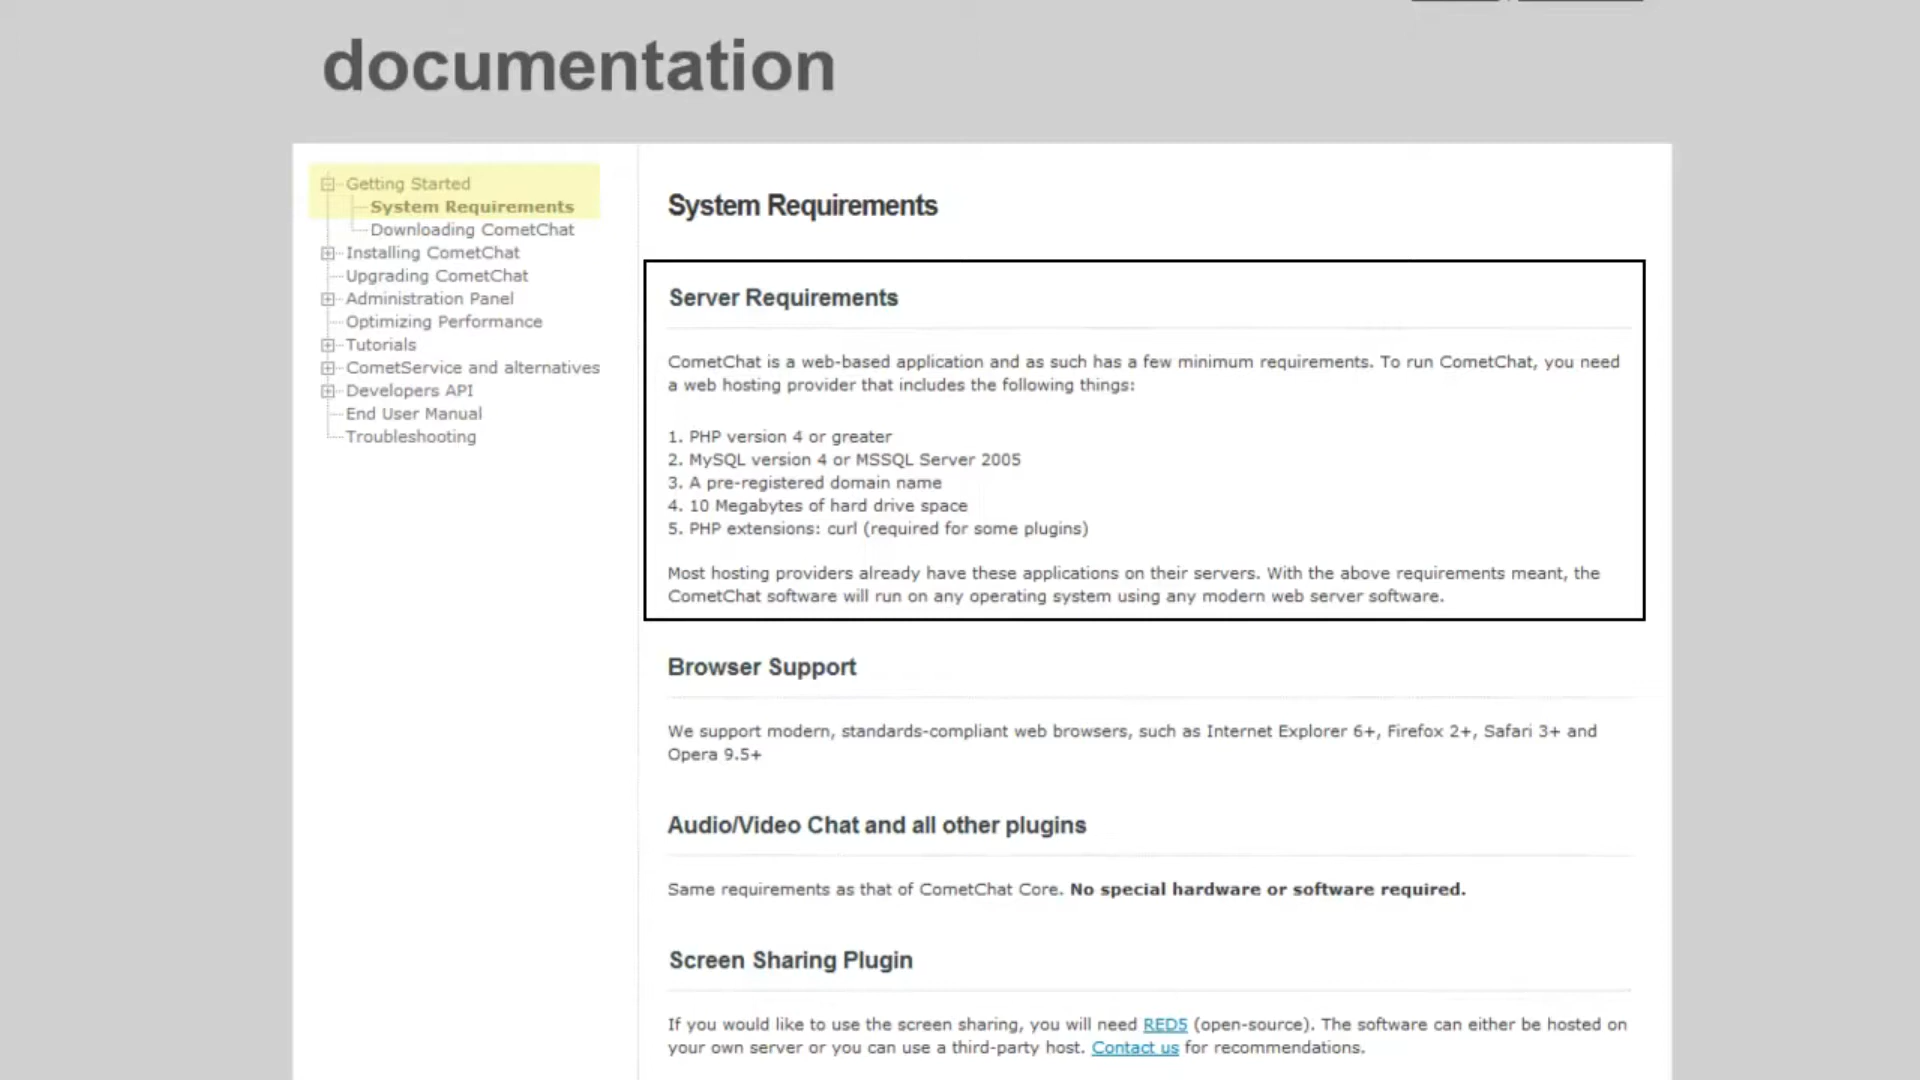 documentation
Getting Started
System Requirements
Downloading CometChat
Installing CometChat
Upgrading CometChat
Administration Panel
Optimizing Performance
Tutorials
CometService and alternatives
Developers API
End User Manual
Troubleshooting
System Requirements
Server Requirements
CometChat is a web-based application and as such has a few minimum requirements. To run CometChat, you need
a web hosting provider that includes the following things:
1. PHP version 4 or greater
2. MySQL version 4 or MSSQL Server 2005
3. A pre-registered domain name
4. 10 Megabytes of hard drive space
5. PHP extensions: curl (required for some plugins)
Most hosting providers already have these applications on their servers. With the above requirements meant, the
CometChat software will run on any operating system using any modern web server software.
Browser Support
We support modern, standards-compliant web browsers, such as Internet Explorer 6+, Firefox 2+, Safari 3+ and
Opera 9.5+
Audio/Video Chat and all other plugins
Same requirements as that of CometChat Core. No special hardware or software required.
Screen Sharing Plugin
If you would like to use the screen sharing, you will need RED5 (open-source). The software can either be hosted on
your own server or you can use a third-party host. Contact us for recommendations.